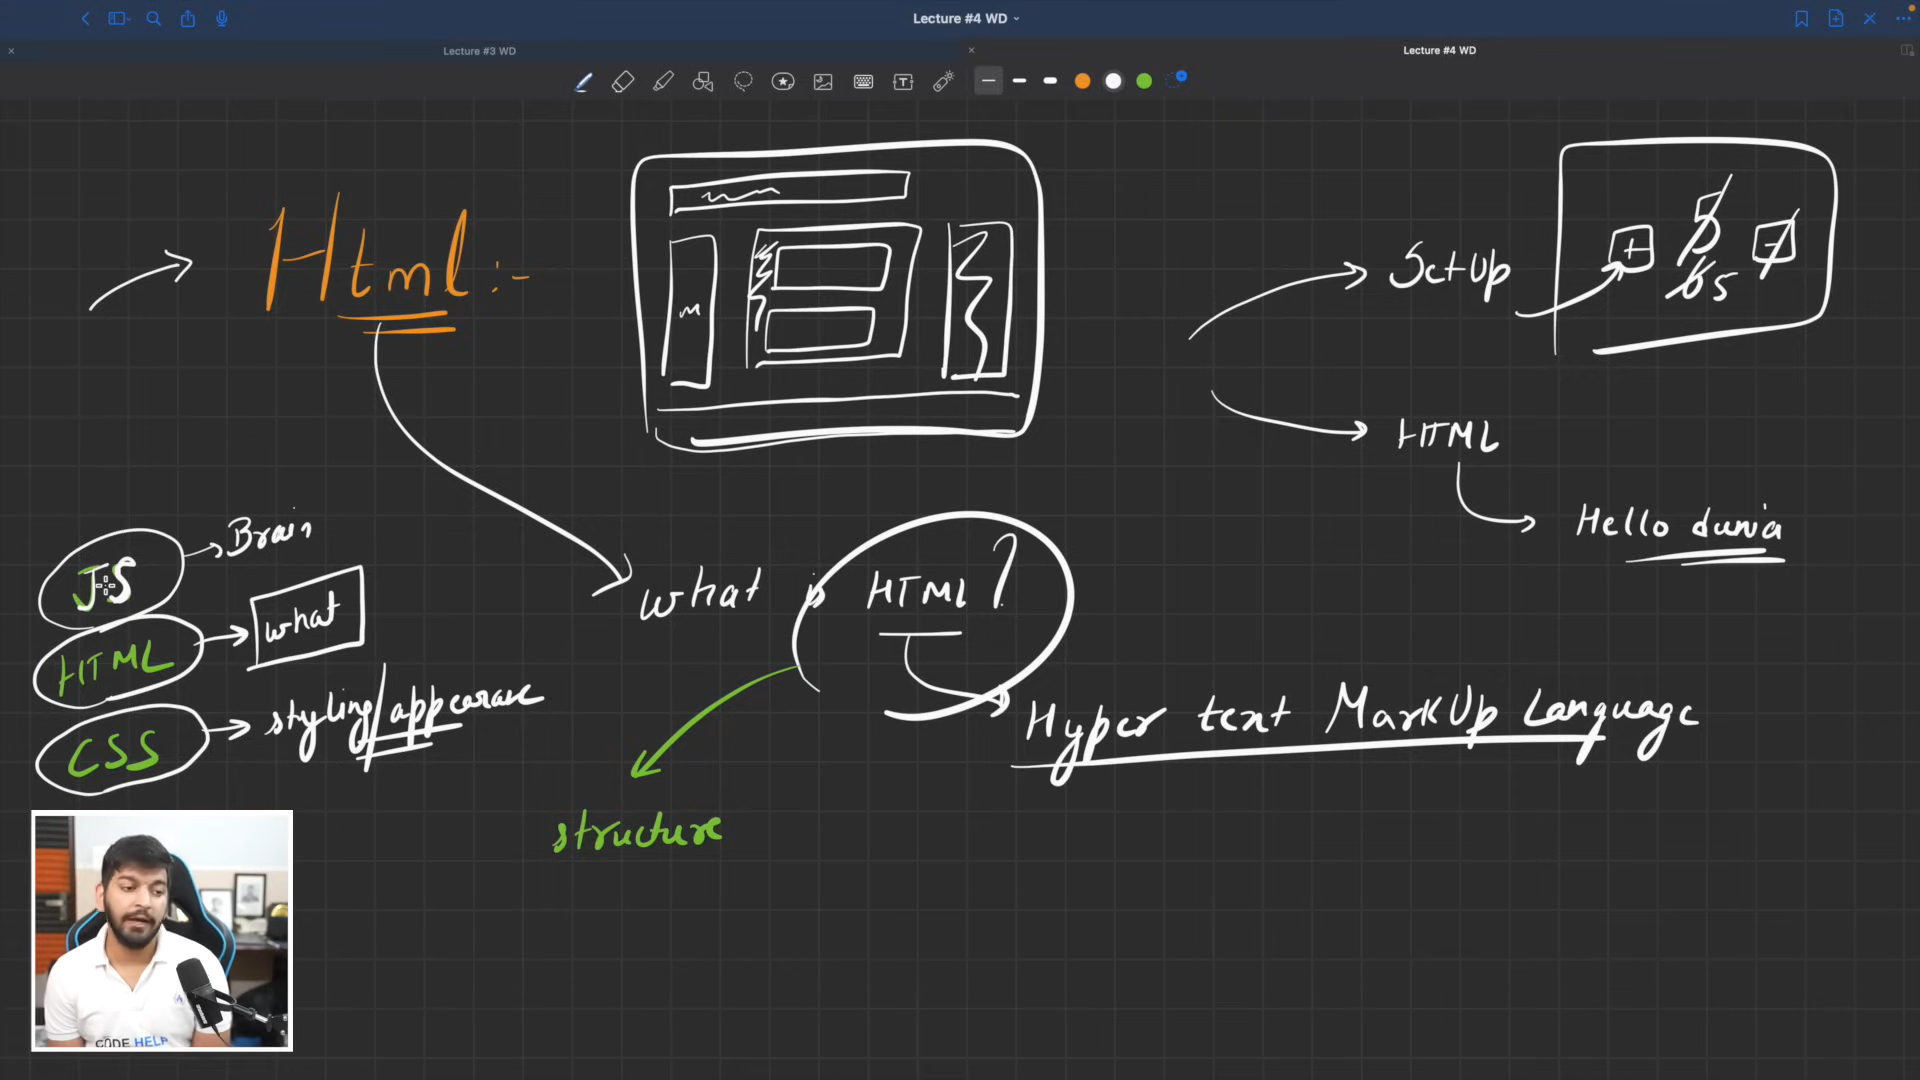 Lecture #4 WD
Lecture #3 WD
Lecture #4 WD
Html :-
M
SetUp
HTML
Hello dunia
JS
Brain
HTML
what
CSS
styling/appearance
what is HTML?
Hyper text MarkUp Language
structure
CODE HELP